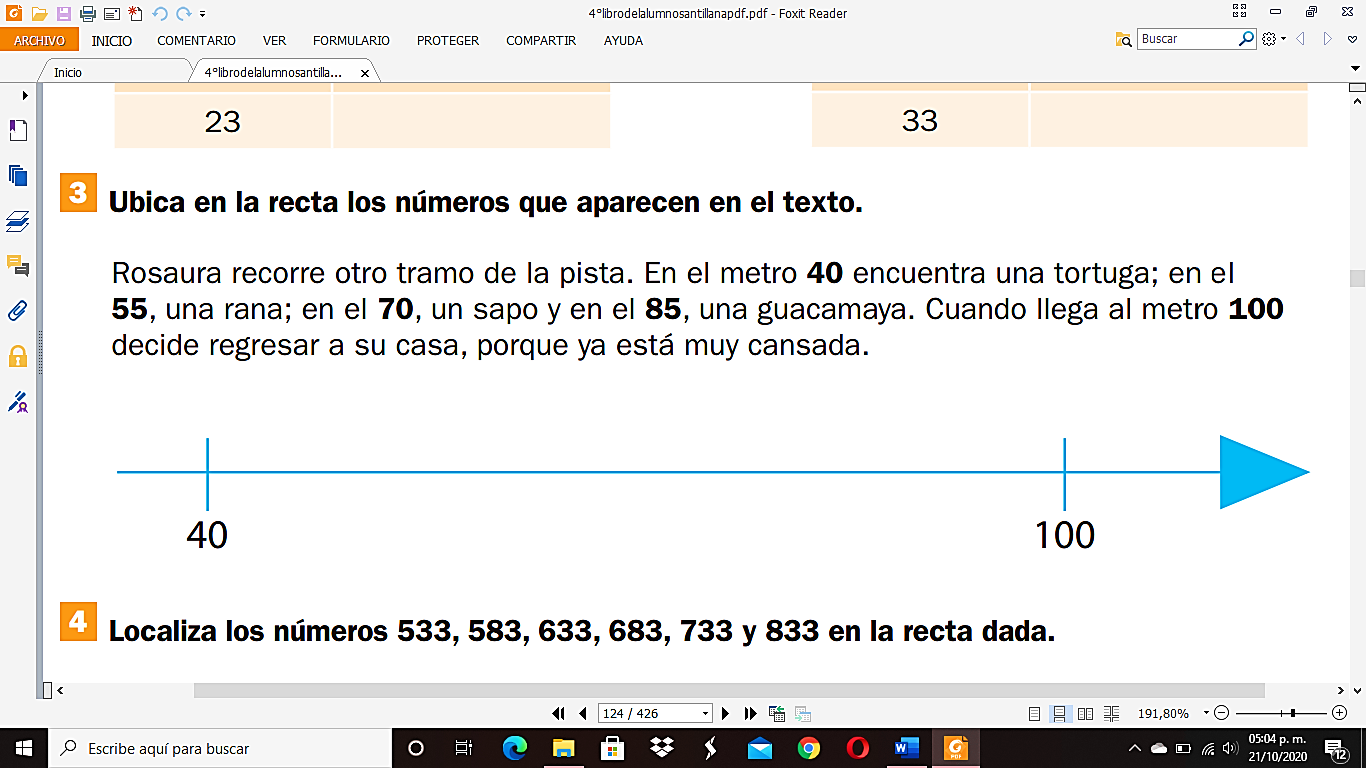 4°librodelalumnosantillanapdf.pdf - Foxit Reader
ARCHIVO INICIO COMENTARIO VER FORMULARIO PROTEGER COMPARTIR AYUDA Buscar
Inicio 4°librodelalumnosantilla...
23 33
3 Ubica en la recta los números que aparecen en el texto.
Rosaura recorre otro tramo de la pista. En el metro 40 encuentra una tortuga; en el
55, una rana; en el 70, un sapo y en el 85, una guacamaya. Cuando llega al metro 100
decide regresar a su casa, porque ya está muy cansada.
40 100
4 Localiza los números 533, 583, 633, 683, 733 y 833 en la recta dada.
124 / 426 191,80%
Escribe aquí para buscar
05:04 p. m.
21/10/2020
12